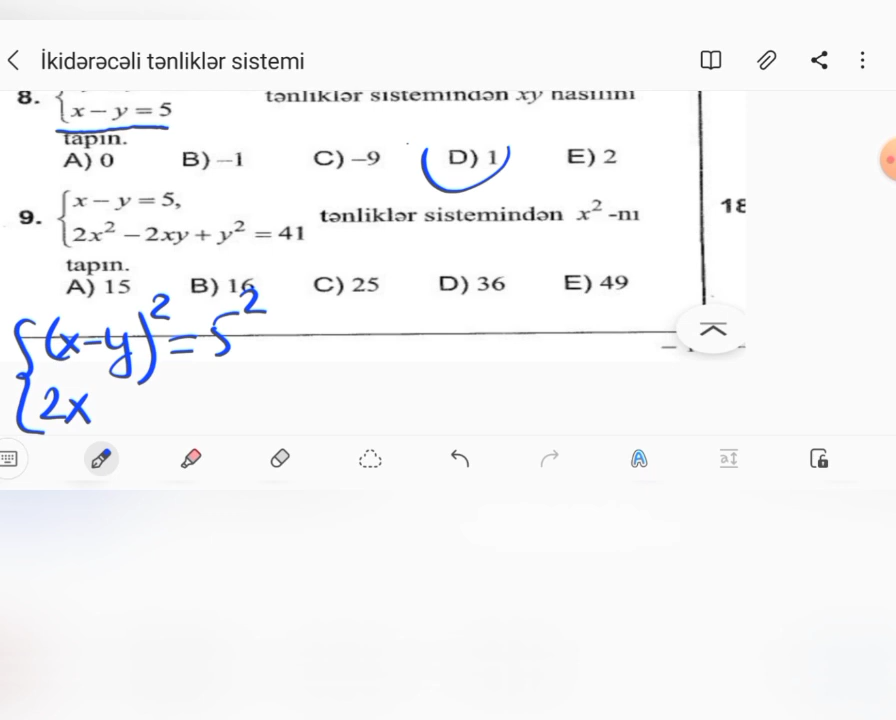 İkidərəcəli tənliklər sistemi
8. x − y = 5 tənliklər sistemindən xy hasilini
tapın.
A) 0 B) −1 C) −9 D) 1 E) 2
9. { x − y = 5,
2x² − 2xy + y² = 41 tənliklər sistemindən x² -nı
tapın.
A) 15 B) 16 C) 25 D) 36 E) 49
18
{ (x-y)² = 5²
2x